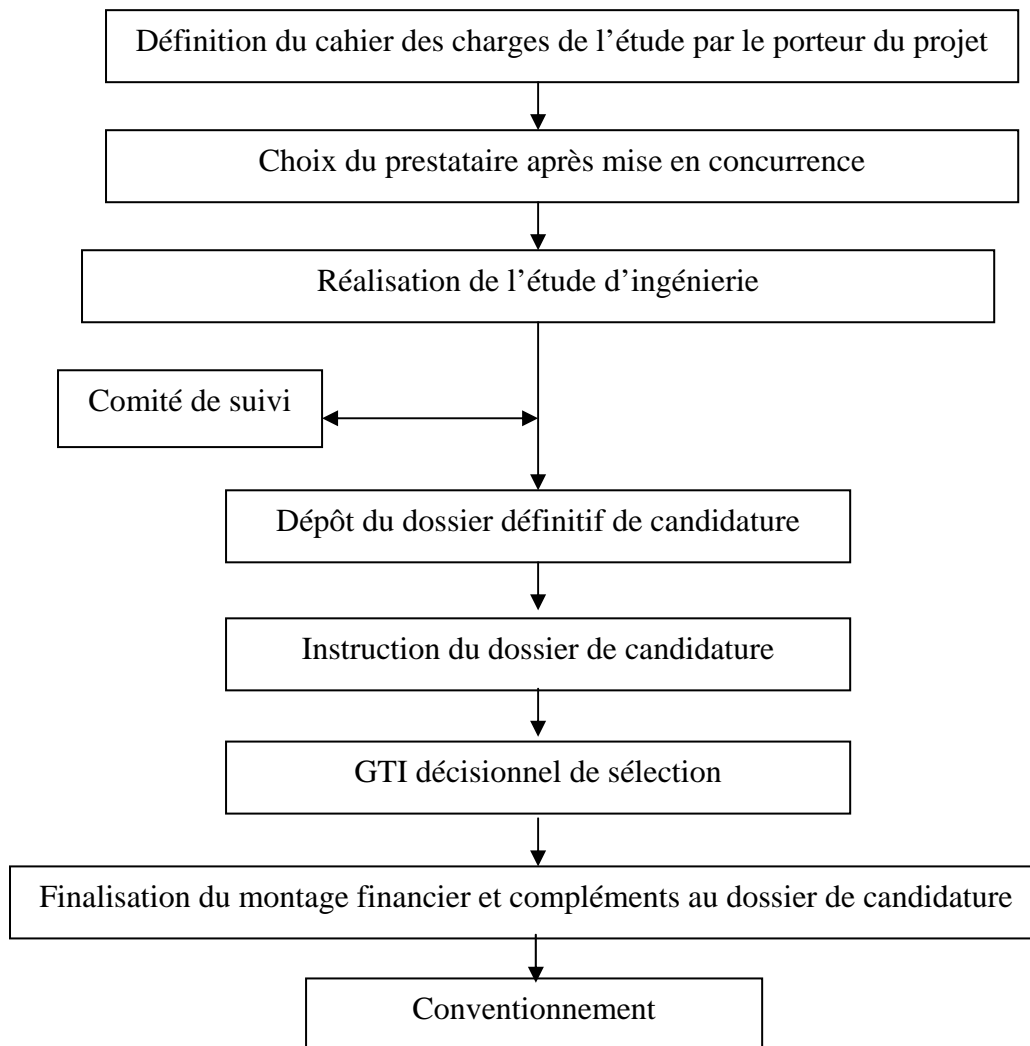 Définition du cahier des charges de l’étude par le porteur du projet
Choix du prestataire après mise en concurrence
Réalisation de l’étude d’ingénierie
Comité de suivi
Dépôt du dossier définitif de candidature
Instruction du dossier de candidature
GTI décisionnel de sélection
Finalisation du montage financier et compléments au dossier de candidature
Conventionnement